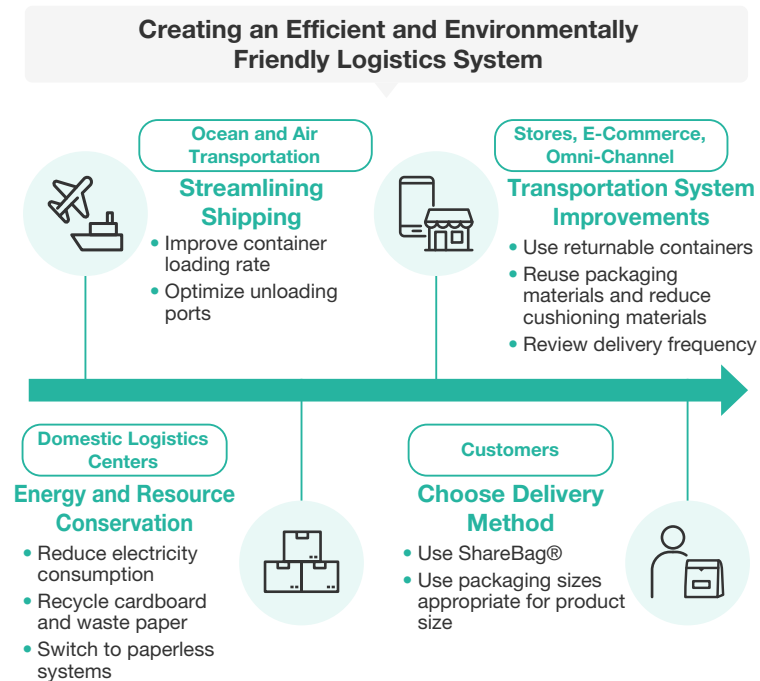 Creating an Efficient and Environmentally
Friendly Logistics System
Ocean and Air
Transportation
Streamlining
Shipping
• Improve container
loading rate
• Optimize unloading
ports
Stores, E-Commerce,
Omni-Channel
Transportation System
Improvements
• Use returnable containers
• Reuse packaging
materials and reduce
cushioning materials
• Review delivery frequency
Domestic Logistics
Centers
Energy and Resource
Conservation
• Reduce electricity
consumption
• Recycle cardboard
and waste paper
• Switch to paperless
systems
Customers
Choose Delivery
Method
• Use ShareBag®
• Use packaging sizes
appropriate for product
size